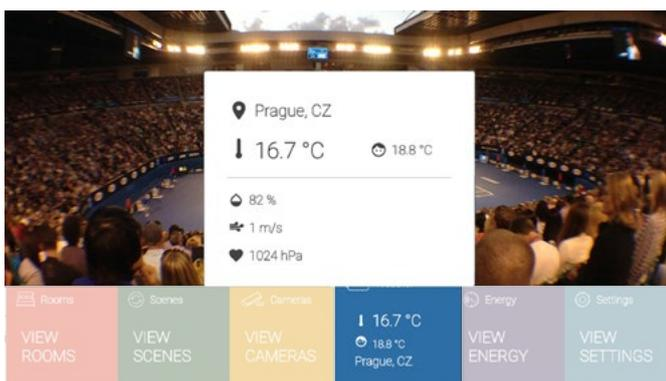 Prague, CZ
16.7 °C
18.8 °C
82 %
1 m/s
1024 hPa
Rooms
VIEW
ROOMS
Scenes
VIEW
SCENES
Cameras
VIEW
CAMERAS
16.7 °C
18.8 °C
Prague, CZ
Energy
VIEW
ENERGY
Settings
VIEW
SETTINGS